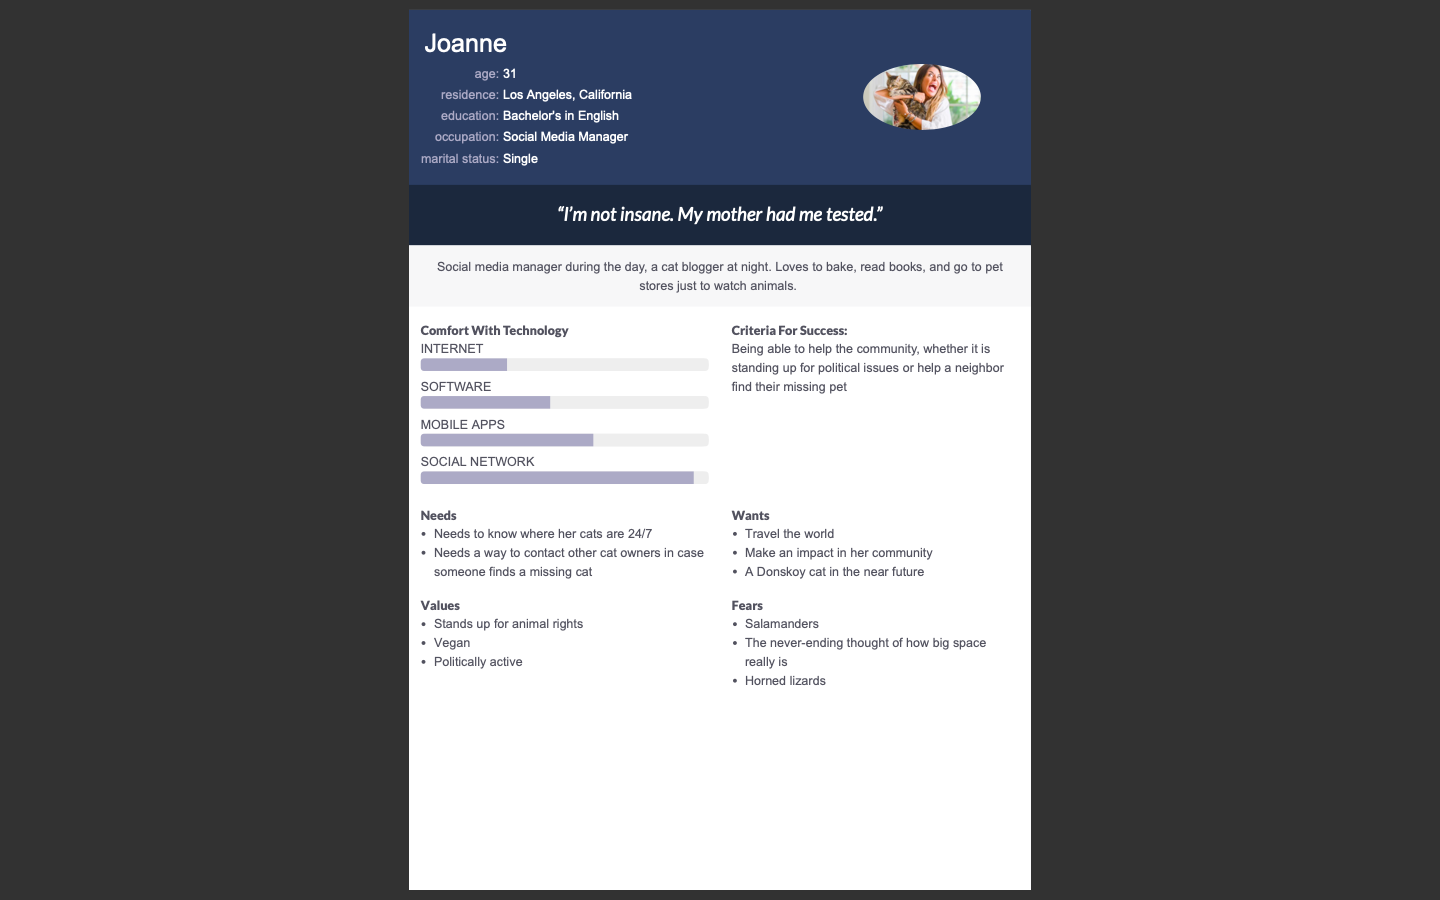 Joanne
age: 31
residence: Los Angeles, California
education: Bachelor's in English
occupation: Social Media Manager
marital status: Single
“I’m not insane. My mother had me tested.”
Social media manager during the day, a cat blogger at night. Loves to bake, read books, and go to pet
stores just to watch animals.
Comfort With Technology
INTERNET
SOFTWARE
MOBILE APPS
SOCIAL NETWORK
Criteria For Success:
Being able to help the community, whether it is
standing up for political issues or help a neighbor
find their missing pet
Needs
• Needs to know where her cats are 24/7
• Needs a way to contact other cat owners in case
someone finds a missing cat
Wants
• Travel the world
• Make an impact in her community
• A Donskoy cat in the near future
Values
• Stands up for animal rights
• Vegan
• Politically active
Fears
• Salamanders
• The never-ending thought of how big space
really is
• Horned lizards